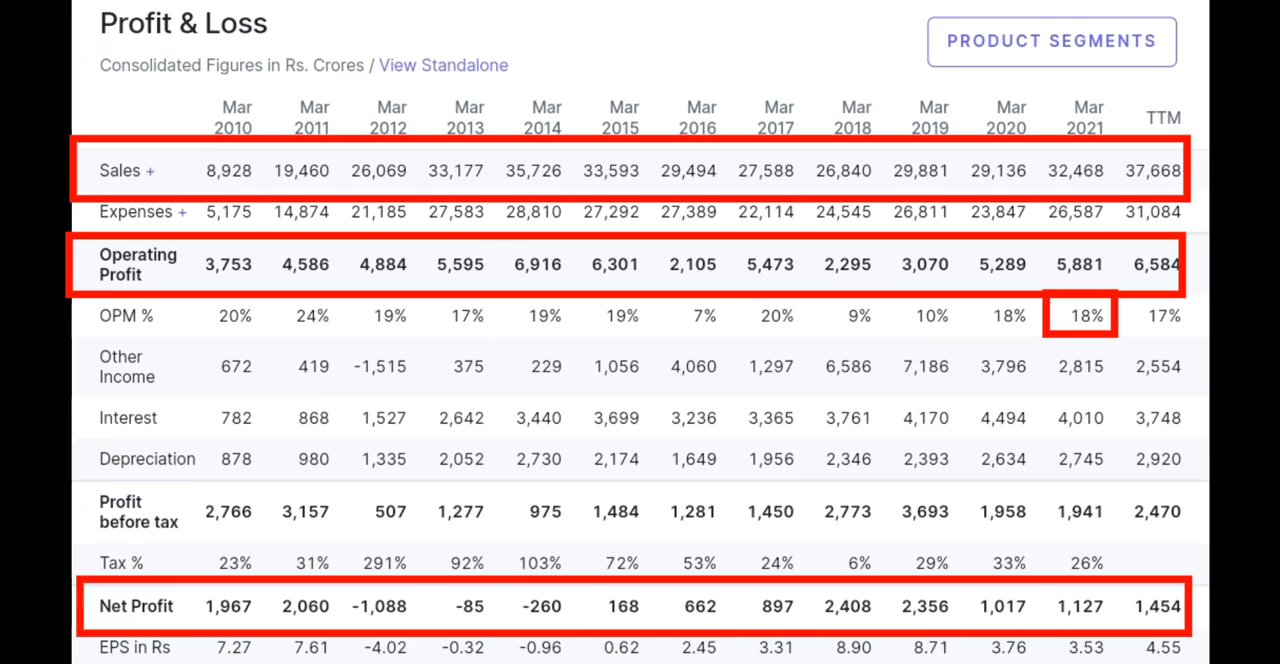 Profit & Loss
PRODUCT SEGMENTS
Consolidated Figures in Rs. Crores / View Standalone
Mar 2010 Mar 2011 Mar 2012 Mar 2013 Mar 2014 Mar 2015 Mar 2016 Mar 2017 Mar 2018 Mar 2019 Mar 2020 Mar 2021 TTM
Sales + 8,928 19,460 26,069 33,177 35,726 33,593 29,494 27,588 26,840 29,881 29,136 32,468 37,668
Expenses + 5,175 14,874 21,185 27,583 28,810 27,292 27,389 22,114 24,545 26,811 23,847 26,587 31,084
Operating Profit 3,753 4,586 4,884 5,595 6,916 6,301 2,105 5,473 2,295 3,070 5,289 5,881 6,584
OPM % 20% 24% 19% 17% 19% 19% 7% 20% 9% 10% 18% 18% 17%
Other Income 672 419 -1,515 375 229 1,056 4,060 1,297 6,586 7,186 3,796 2,815 2,554
Interest 782 868 1,527 2,642 3,440 3,699 3,236 3,365 3,761 4,170 4,494 4,010 3,748
Depreciation 878 980 1,335 2,052 2,730 2,174 1,649 1,956 2,346 2,393 2,634 2,745 2,920
Profit before tax 2,766 3,157 507 1,277 975 1,484 1,281 1,450 2,773 3,693 1,958 1,941 2,470
Tax % 23% 31% 291% 92% 103% 72% 53% 24% 6% 29% 33% 26%
Net Profit 1,967 2,060 -1,088 -85 -260 168 662 897 2,408 2,356 1,017 1,127 1,454
EPS in Rs 7.27 7.61 -4.02 -0.32 -0.96 0.62 2.45 3.31 8.90 8.71 3.76 3.53 4.55